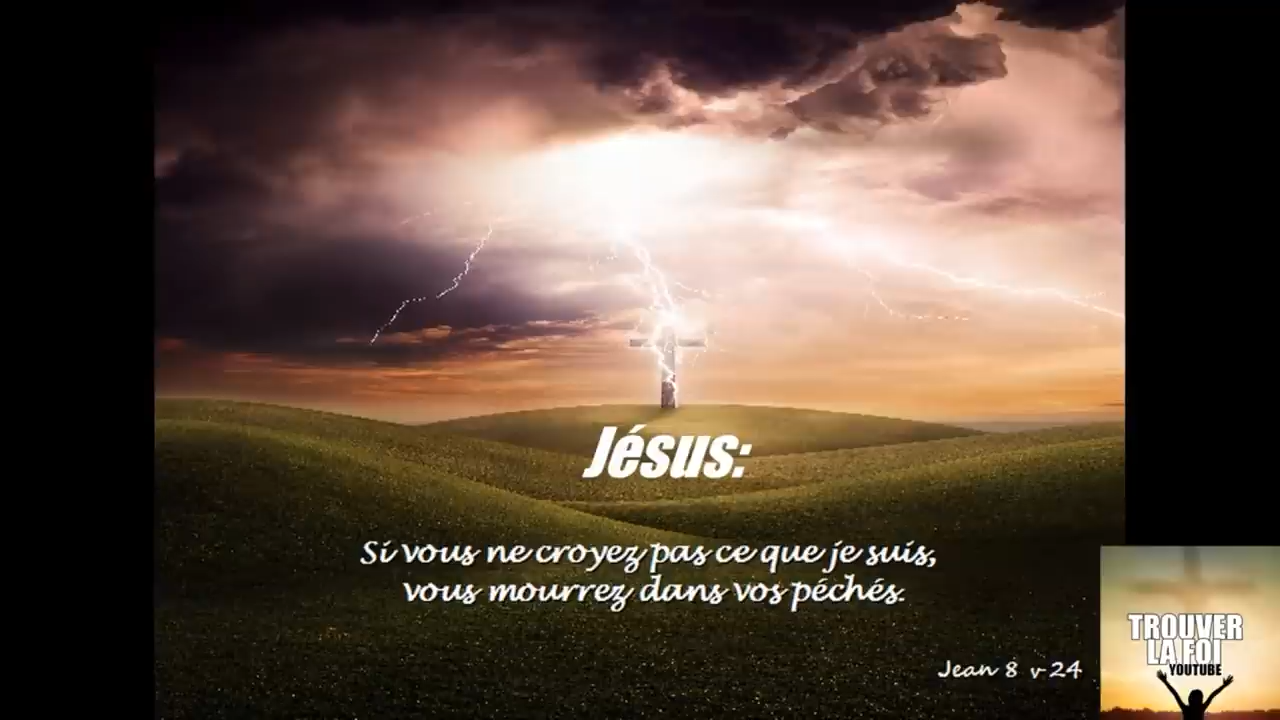 Jésus:
Si vous ne croyez pas ce que je suis,
vous mourrez dans vos péchés.
Jean 8 v 24
TROUVER
LA FOI
YOUTUBE